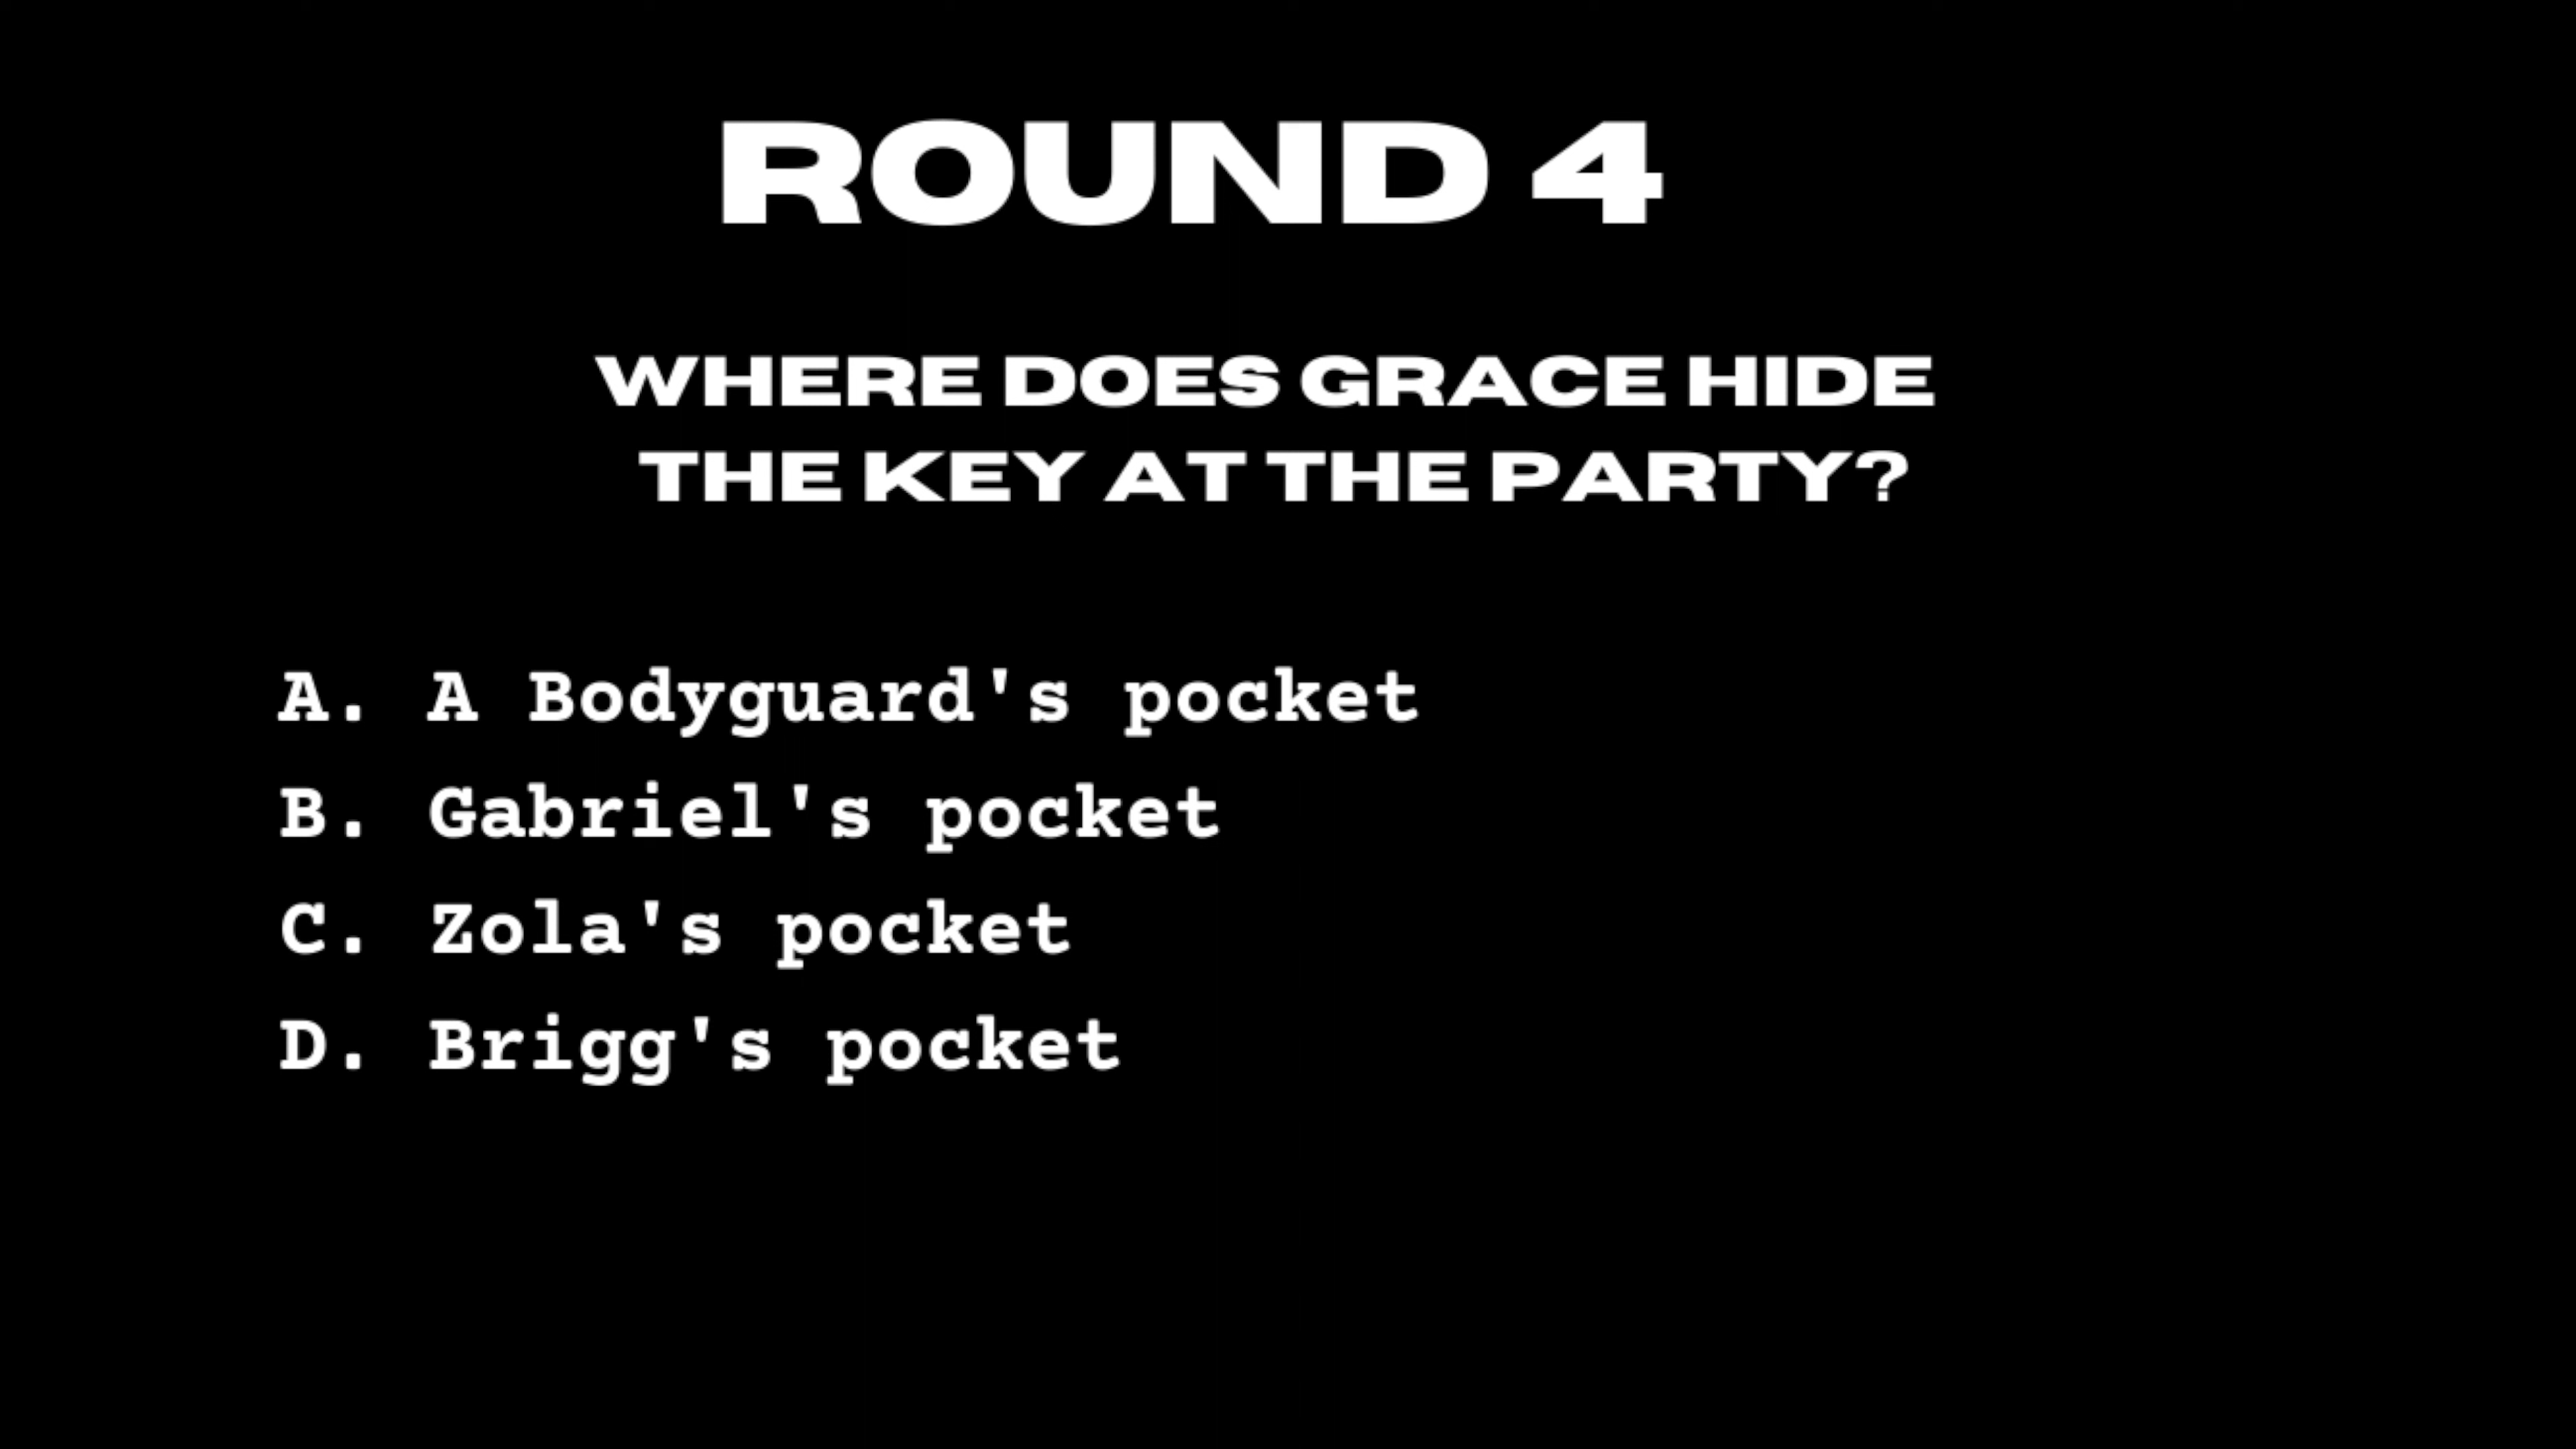 ROUND 4
WHERE DOES GRACE HIDE
THE KEY AT THE PARTY?
A. A Bodyguard's pocket
B. Gabriel's pocket
C. Zola's pocket
D. Brigg's pocket